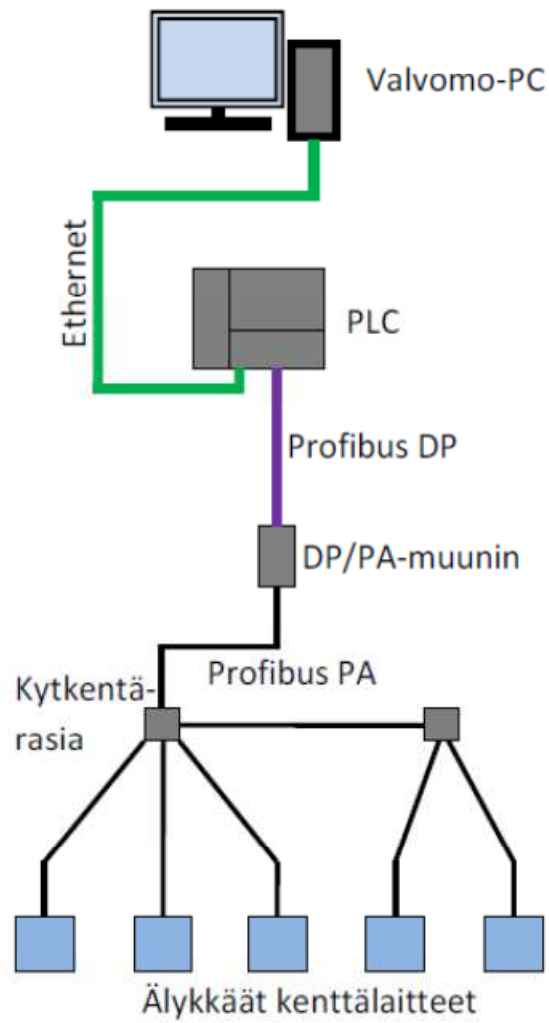 Valvomo-PC
Ethernet
PLC
Profibus DP
DP/PA-muunin
Profibus PA
Kytkentä-
rasia
Älykkäät kenttälaitteet